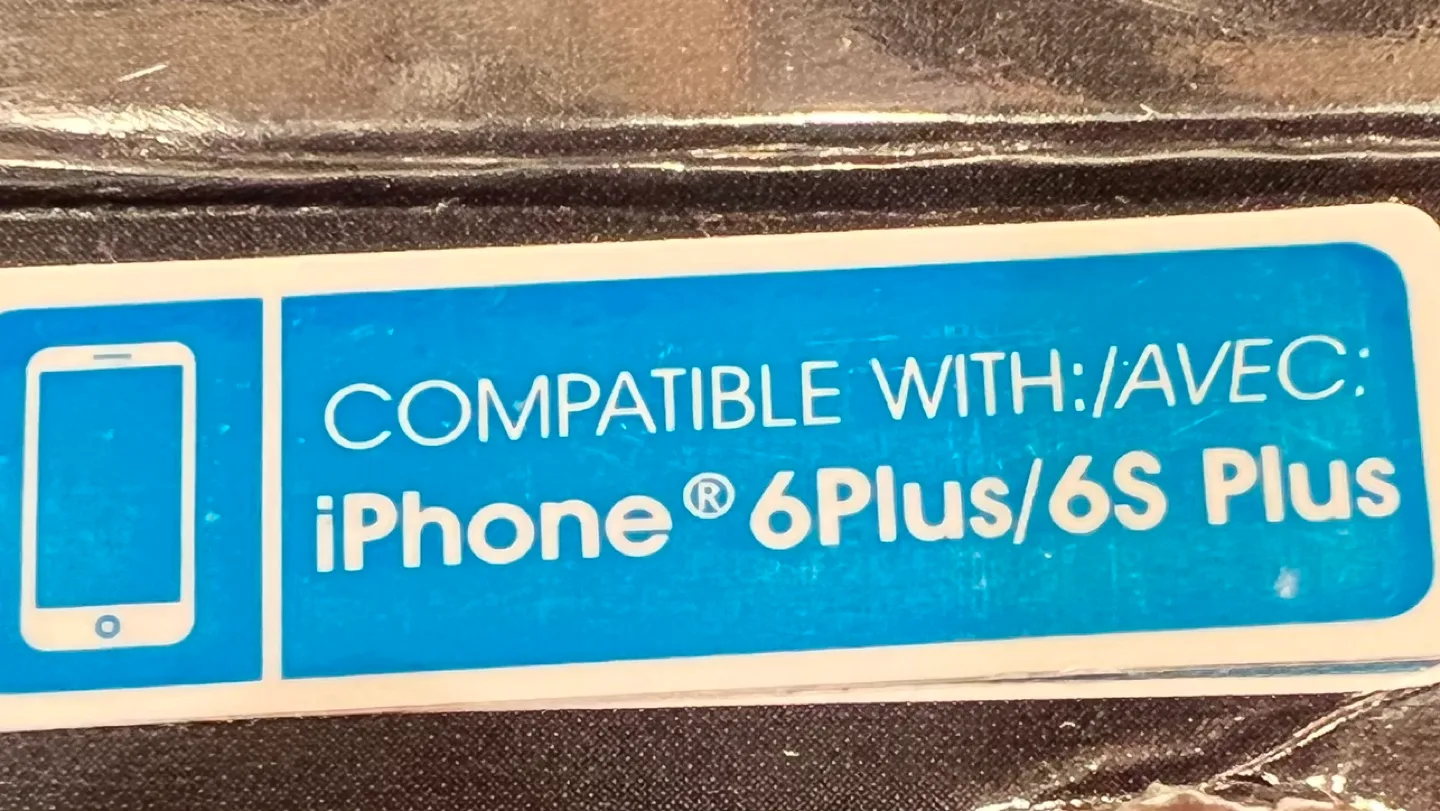 COMPATIBLE WITH:/AVEC:
iPhone® 6Plus/6S Plus